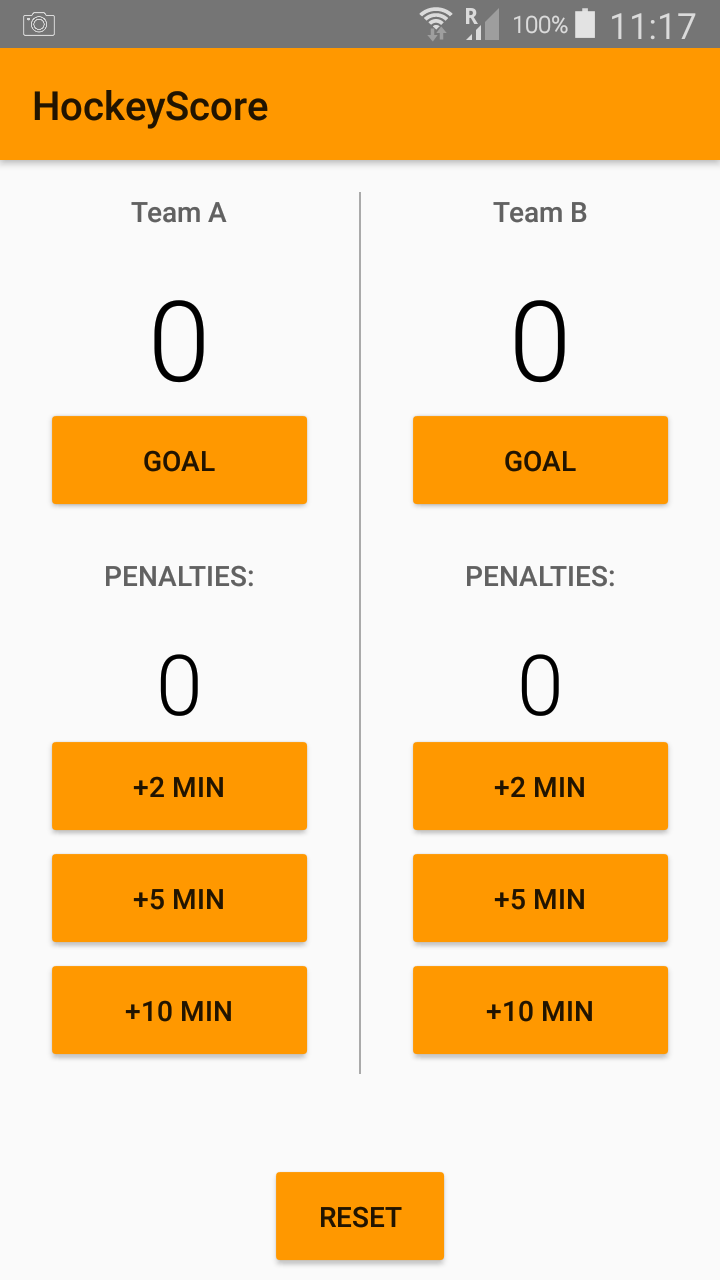 R 100% 11:17
HockeyScore
Team A
0
GOAL
PENALTIES:
0
+2 MIN
+5 MIN
+10 MIN
Team B
0
GOAL
PENALTIES:
0
+2 MIN
+5 MIN
+10 MIN
RESET